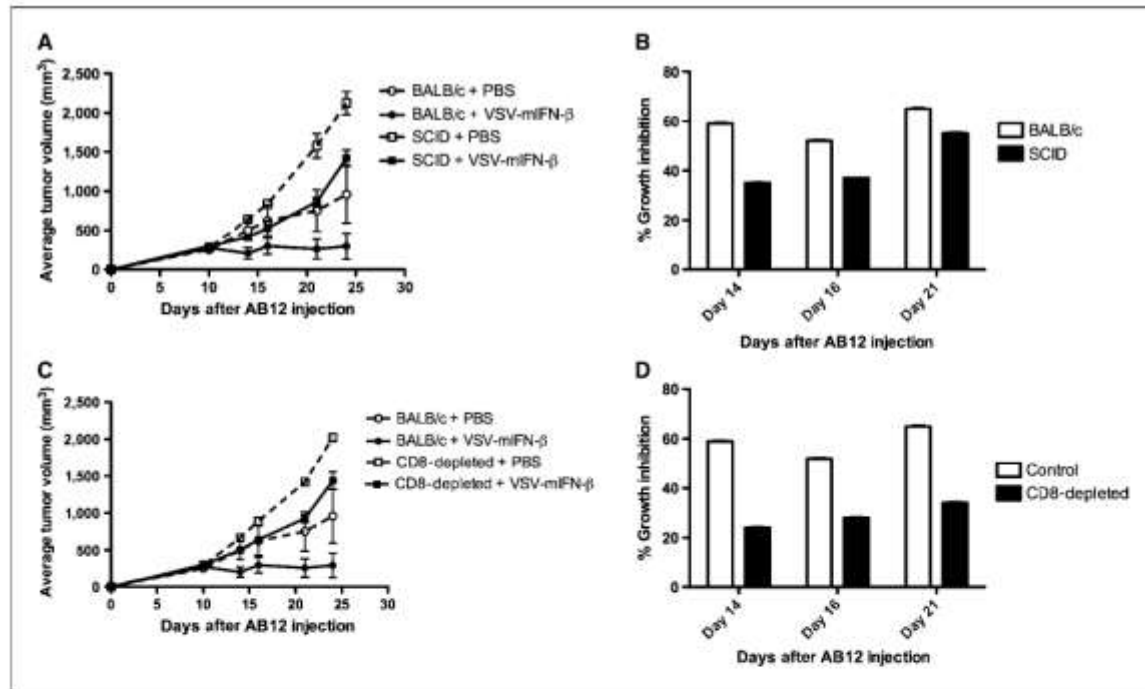 A
Average tumor volume (mm³)
2,500
2,000
1,500
1,000
500
0
0 5 10 15 20 25 30
Days after AB12 injection
BALB/c + PBS
BALB/c + VSV-mIFN-β
SCID + PBS
SCID + VSV-mIFN-β
B
% Growth inhibition
80
60
40
20
0
Day 14 Day 16 Day 21
Days after AB12 injection
BALB/c
SCID
C
Average tumor volume (mm³)
2,500
2,000
1,500
1,000
500
0
0 5 10 15 20 25 30
Days after AB12 injection
BALB/c + PBS
BALB/c + VSV-mIFN-β
CD8-depleted + PBS
CD8-depleted + VSV-mIFN-β
D
% Growth inhibition
80
60
40
20
0
Day 14 Day 16 Day 21
Days after AB12 injection
Control
CD8-depleted